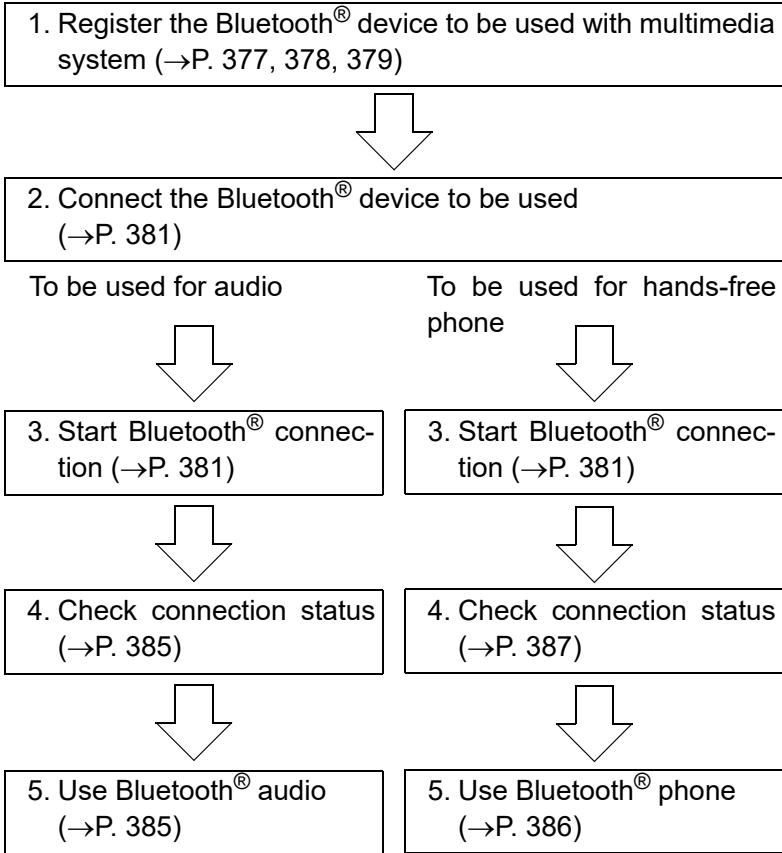 1. Register the Bluetooth® device to be used with multimedia
system (→P. 377, 378, 379)
2. Connect the Bluetooth® device to be used
(→P. 381)
To be used for audio
To be used for hands-free
phone
3. Start Bluetooth® connec-
tion (→P. 381)
3. Start Bluetooth® connec-
tion (→P. 381)
4. Check connection status
(→P. 385)
4. Check connection status
(→P. 387)
5. Use Bluetooth® audio
(→P. 385)
5. Use Bluetooth® phone
(→P. 386)